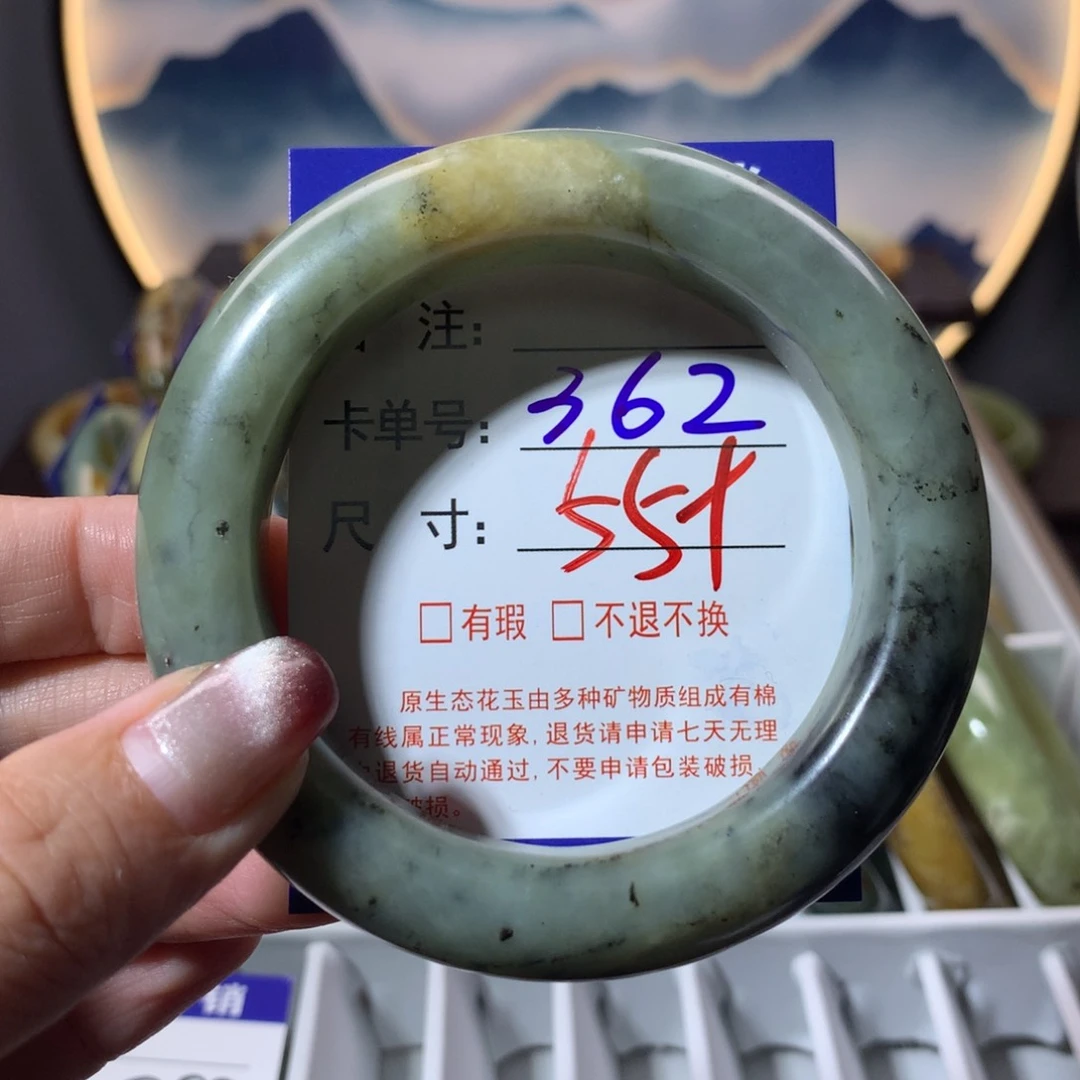 注:
卡单号: 362
尺寸: 55+
□有瑕 □不退不换
原生态花玉由多种矿物质组成有棉
有线属正常现象, 退货请申请七天无理
退货自动通过, 不要申请包装破损
破损。
销